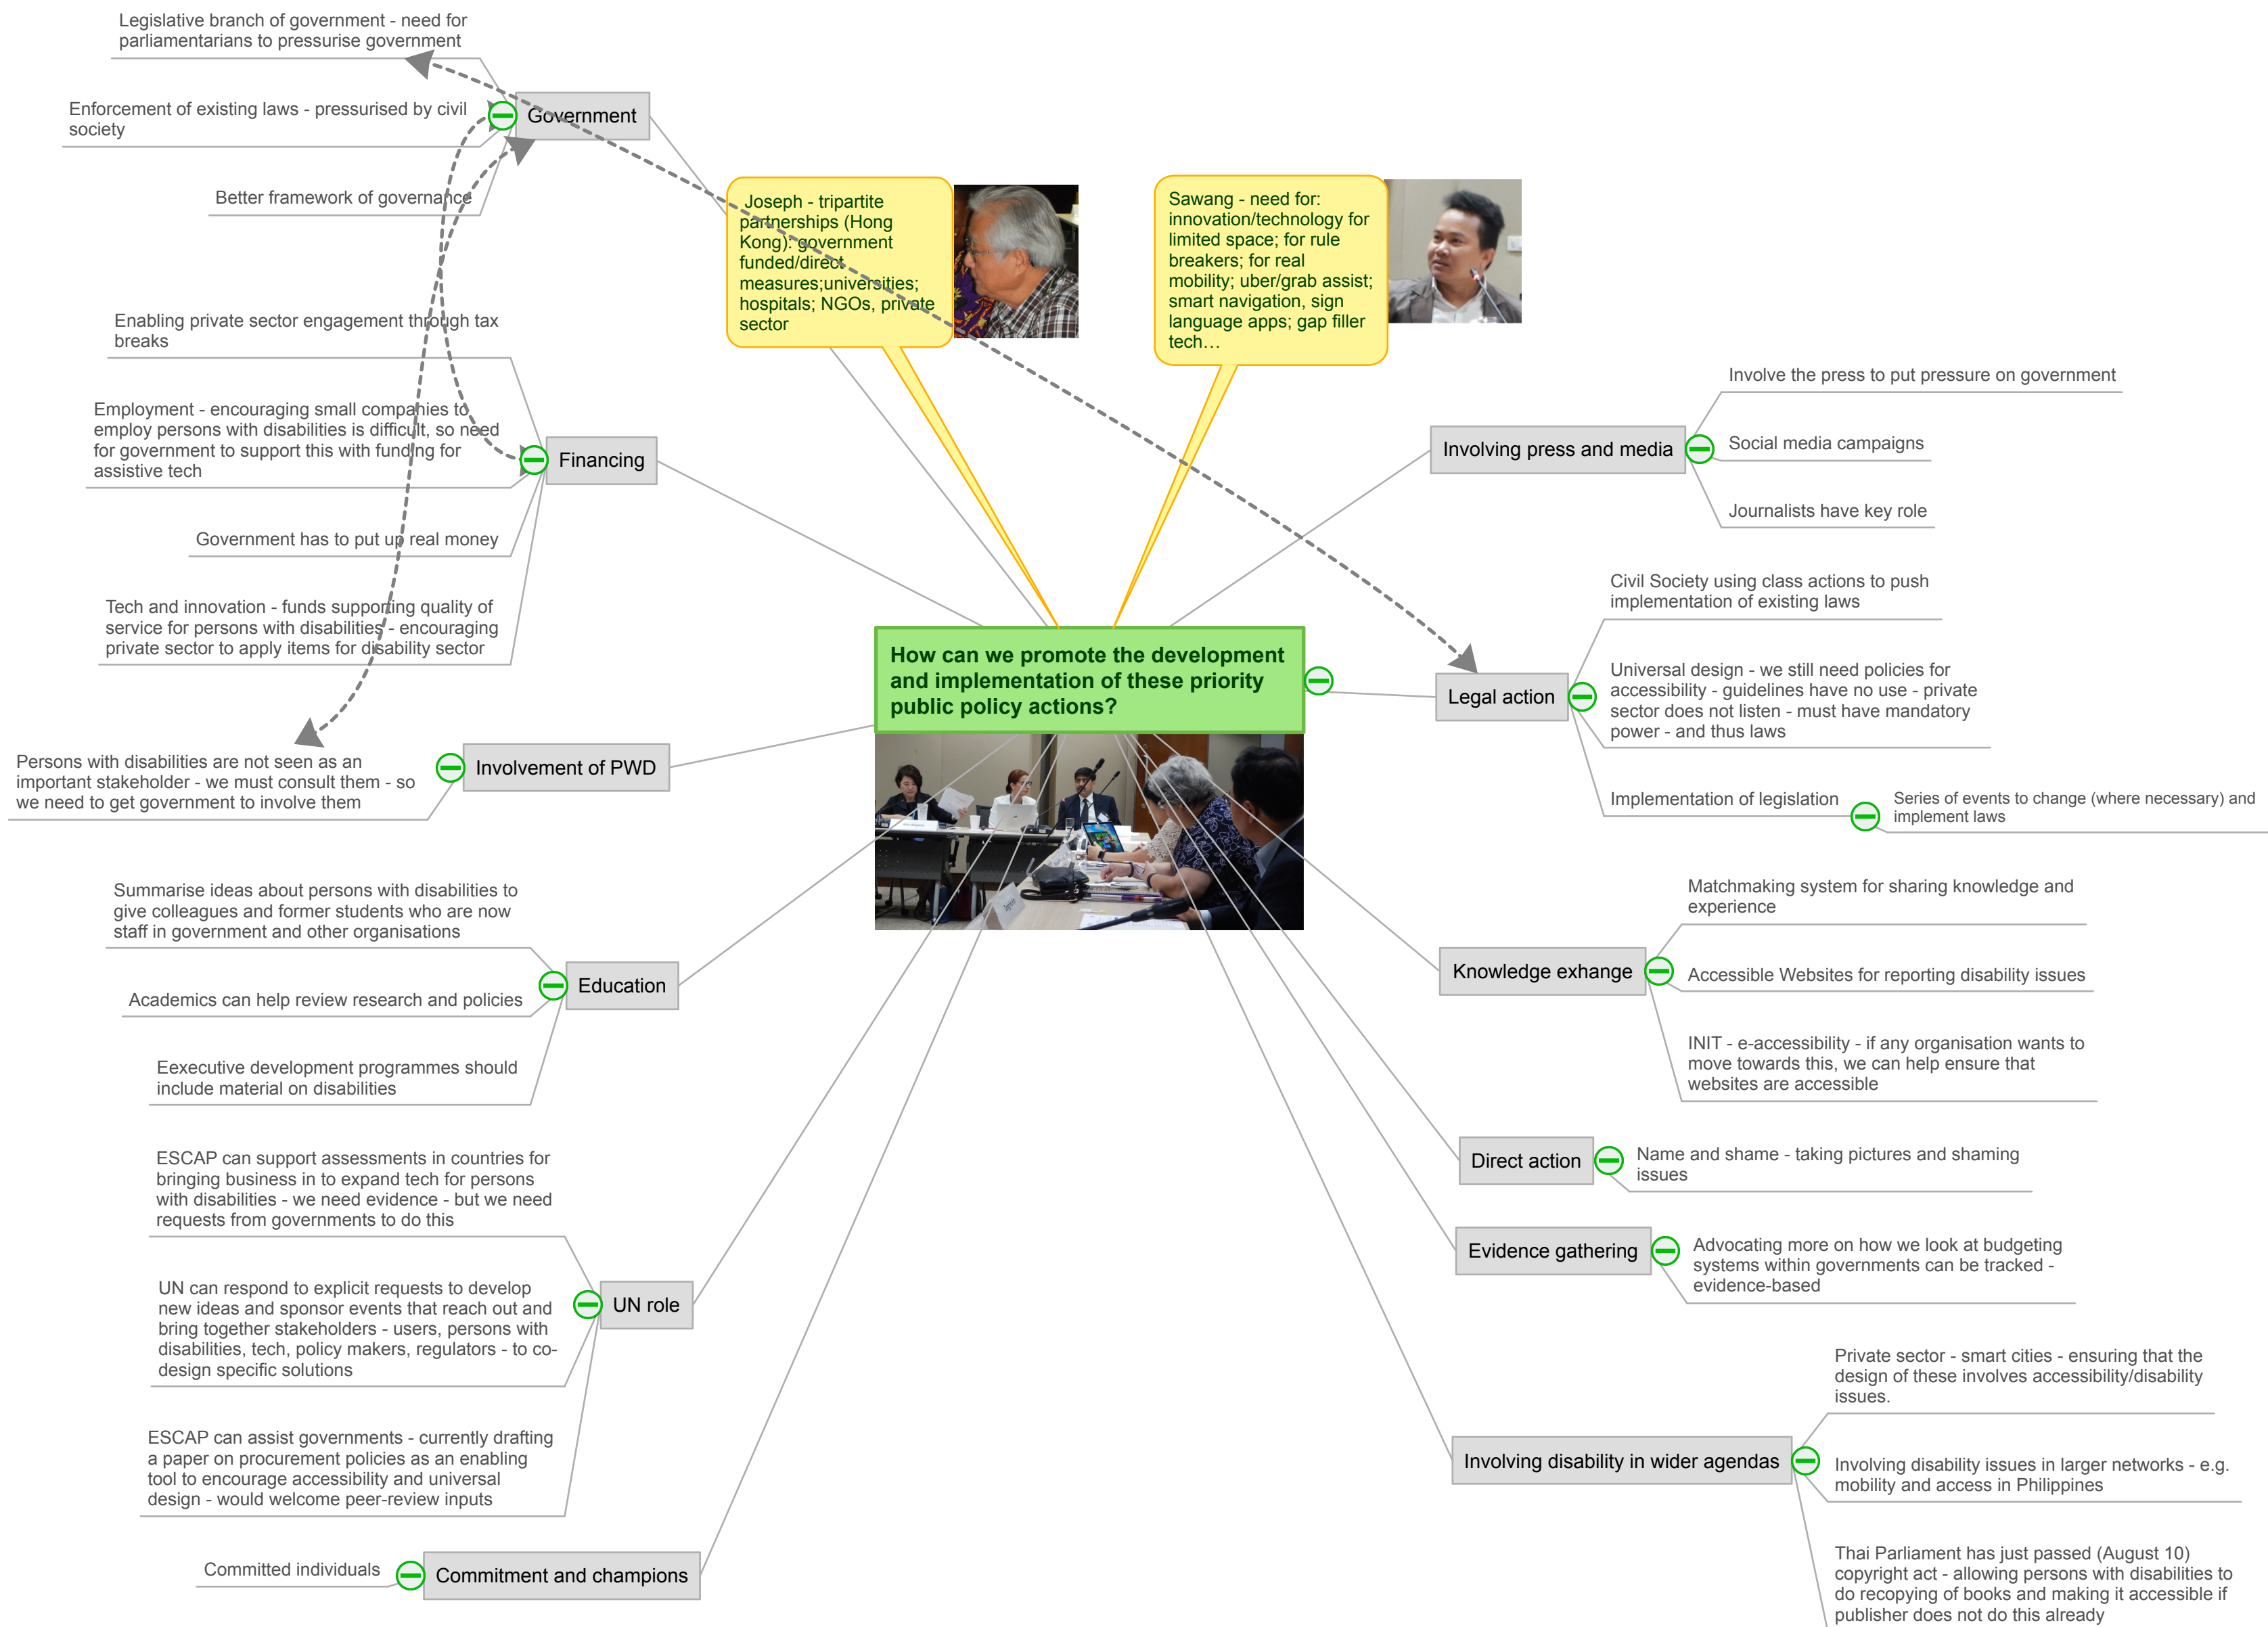 Legislative branch of government - need for
parliamentarians to pressurise government
Enforcement of existing laws - pressurised by civil
society
Better framework of governance
Government
Joseph - tripartite
partnerships (Hong
Kong): government
funded/direct
measures;universities;
hospitals; NGOs, private
sector
Sawang - need for:
innovation/technology for
limited space; for rule
breakers; for real
mobility; uber/grab assist;
smart navigation, sign
language apps; gap filler
tech…
Enabling private sector engagement through tax
breaks
Employment - encouraging small companies to
employ persons with disabilities is difficult, so need
for government to support this with funding for
assistive tech
Government has to put up real money
Tech and innovation - funds supporting quality of
service for persons with disabilities - encouraging
private sector to apply items for disability sector
Financing
Persons with disabilities are not seen as an
important stakeholder - we must consult them - so
we need to get government to involve them
Involvement of PWD
Summarise ideas about persons with disabilities to
give colleagues and former students who are now
staff in government and other organisations
Academics can help review research and policies
Eexecutive development programmes should
include material on disabilities
Education
ESCAP can support assessments in countries for
bringing business in to expand tech for persons
with disabilities - we need evidence - but we need
requests from governments to do this
UN can respond to explicit requests to develop
new ideas and sponsor events that reach out and
bring together stakeholders - users, persons with
disabilities, tech, policy makers, regulators - to co-
design specific solutions
ESCAP can assist governments - currently drafting
a paper on procurement policies as an enabling
tool to encourage accessibility and universal
design - would welcome peer-review inputs
UN role
Committed individuals
Commitment and champions
How can we promote the development
and implementation of these priority
public policy actions?
Involving press and media
Involve the press to put pressure on government
Social media campaigns
Journalists have key role
Legal action
Civil Society using class actions to push
implementation of existing laws
Universal design - we still need policies for
accessibility - guidelines have no use - private
sector does not listen - must have mandatory
power - and thus laws
Implementation of legislation
Series of events to change (where necessary) and
implement laws
Knowledge exhange
Matchmaking system for sharing knowledge and
experience
Accessible Websites for reporting disability issues
INIT - e-accessibility - if any organisation wants to
move towards this, we can help ensure that
websites are accessible
Direct action
Name and shame - taking pictures and shaming
issues
Evidence gathering
Advocating more on how we look at budgeting
systems within governments can be tracked -
evidence-based
Involving disability in wider agendas
Private sector - smart cities - ensuring that the
design of these involves accessibility/disability
issues.
Involving disability issues in larger networks - e.g.
mobility and access in Philippines
Thai Parliament has just passed (August 10)
copyright act - allowing persons with disabilities to
do recopying of books and making it accessible if
publisher does not do this already